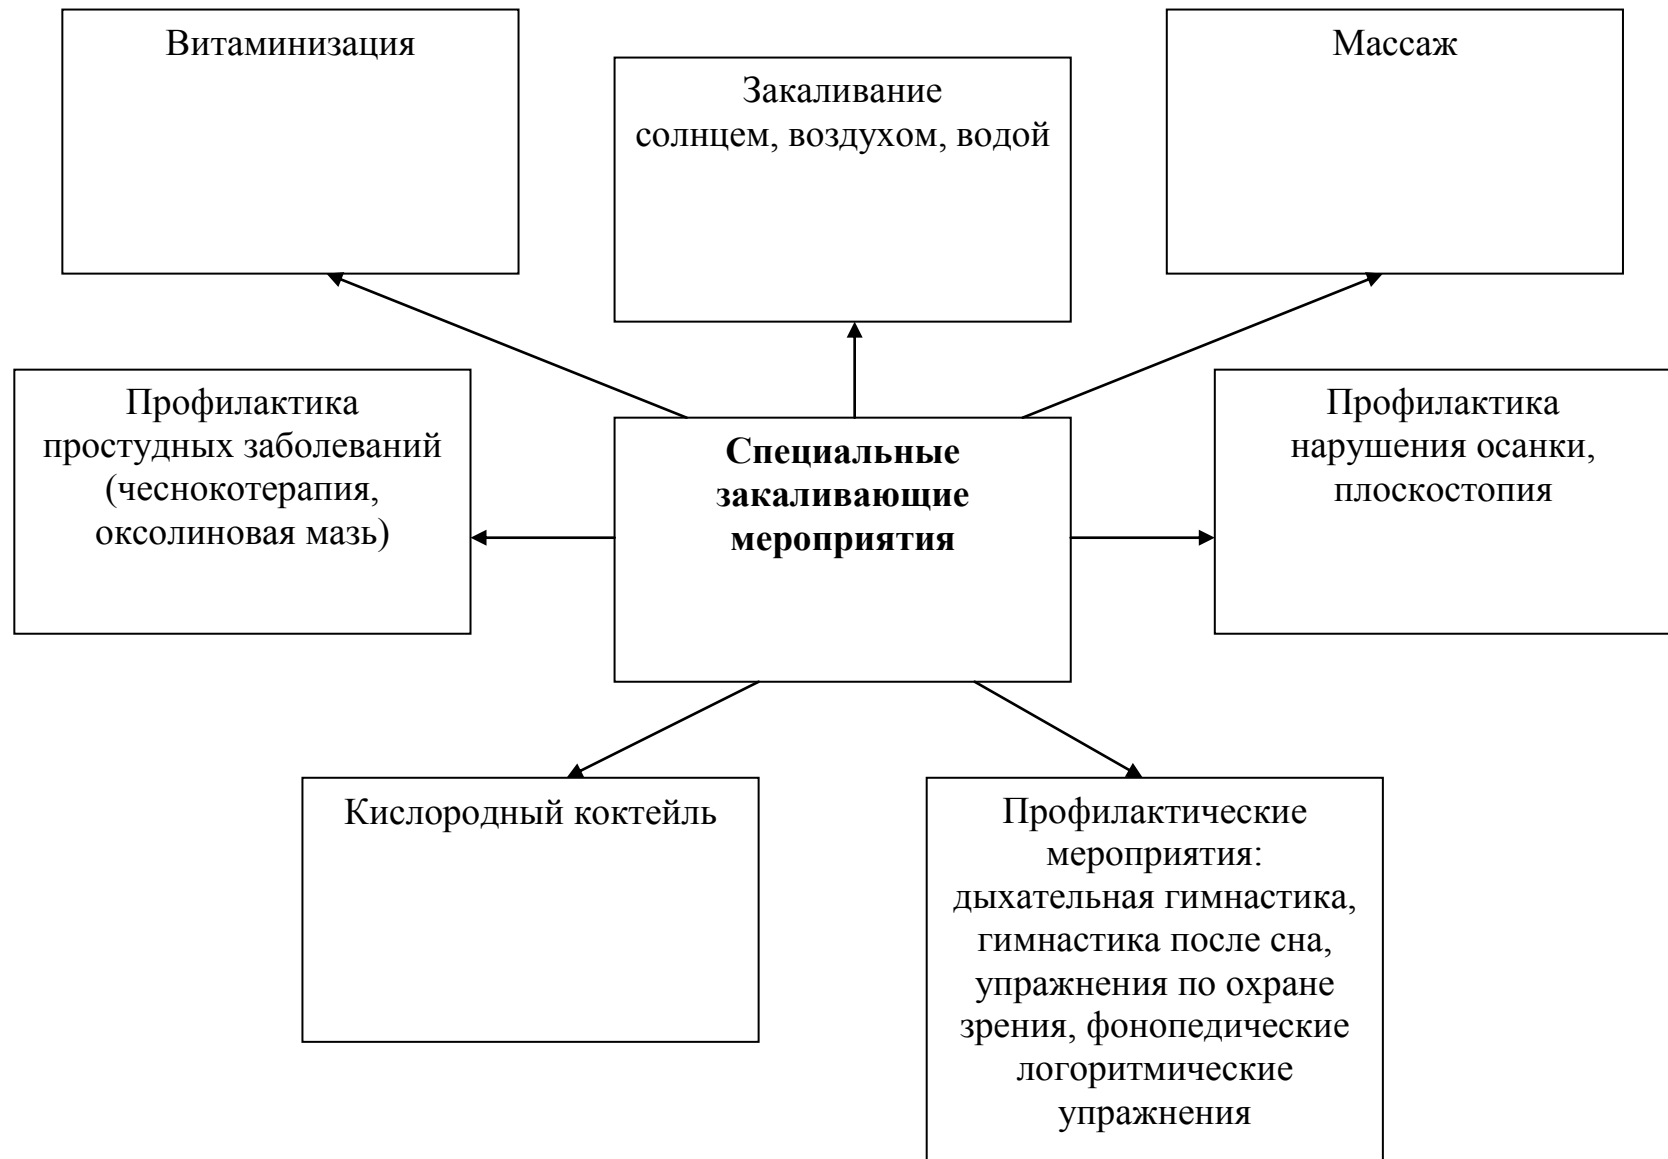 Витаминизация
Закаливание
солнцем, воздухом, водой
Массаж
Профилактика
простудных заболеваний
(чеснокотерапия,
оксолиновая мазь)
Специальные
закаливающие
мероприятия
Профилактика
нарушения осанки,
плоскостопия
Кислородный коктейль
Профилактические
мероприятия:
дыхательная гимнастика,
гимнастика после сна,
упражнения по охране
зрения, фонопедические
логоритмические
упражнения